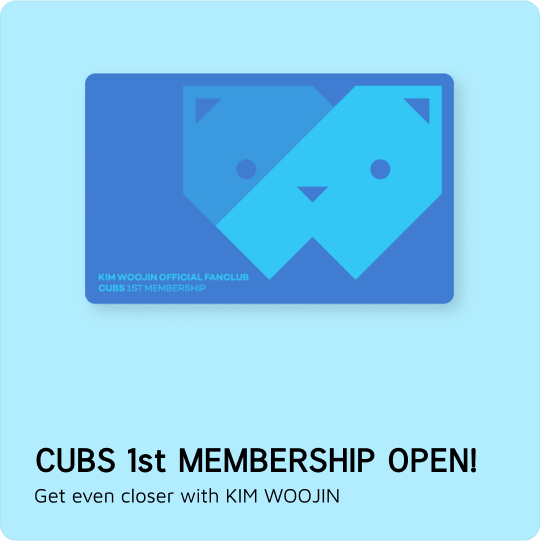 KIM WOOJIN OFFICIAL FANCLUB
CUBS 1ST MEMBERSHIP
CUBS 1st MEMBERSHIP OPEN!
Get even closer with KIM WOOJIN